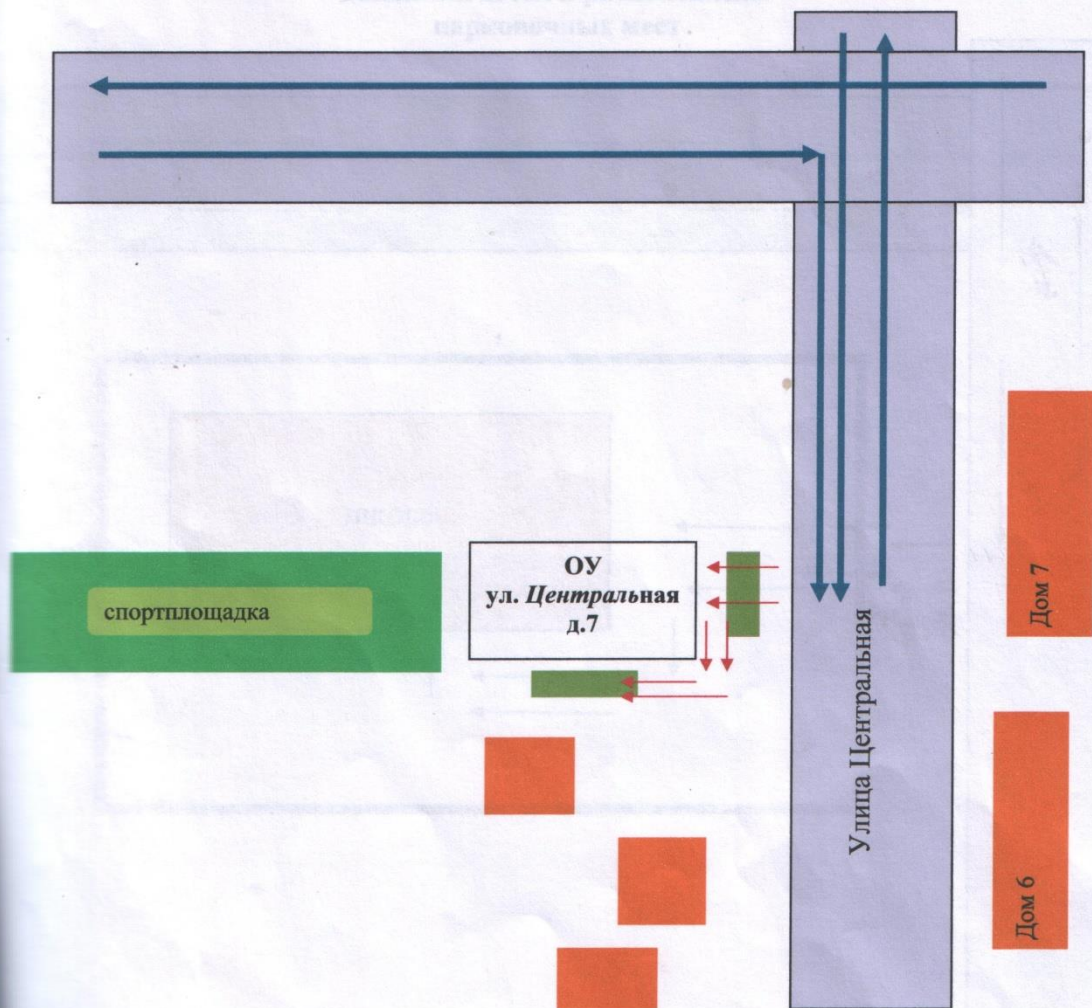 парковочных мест.
ОУ
ул. Центральная
д.7
спортплощадка
Дом 7
Улица Центральная
Дом 6